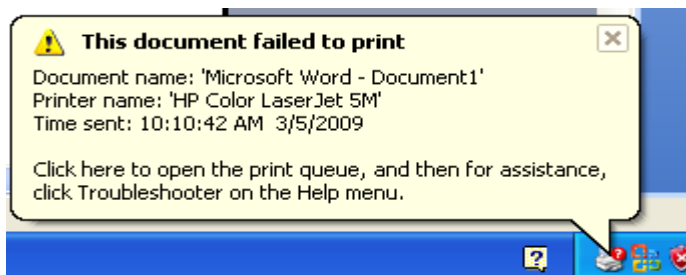 This document failed to print
Document name: 'Microsoft Word - Document1'
Printer name: 'HP Color LaserJet 5M'
Time sent: 10:10:42 AM 3/5/2009
Click here to open the print queue, and then for assistance,
click Troubleshooter on the Help menu.